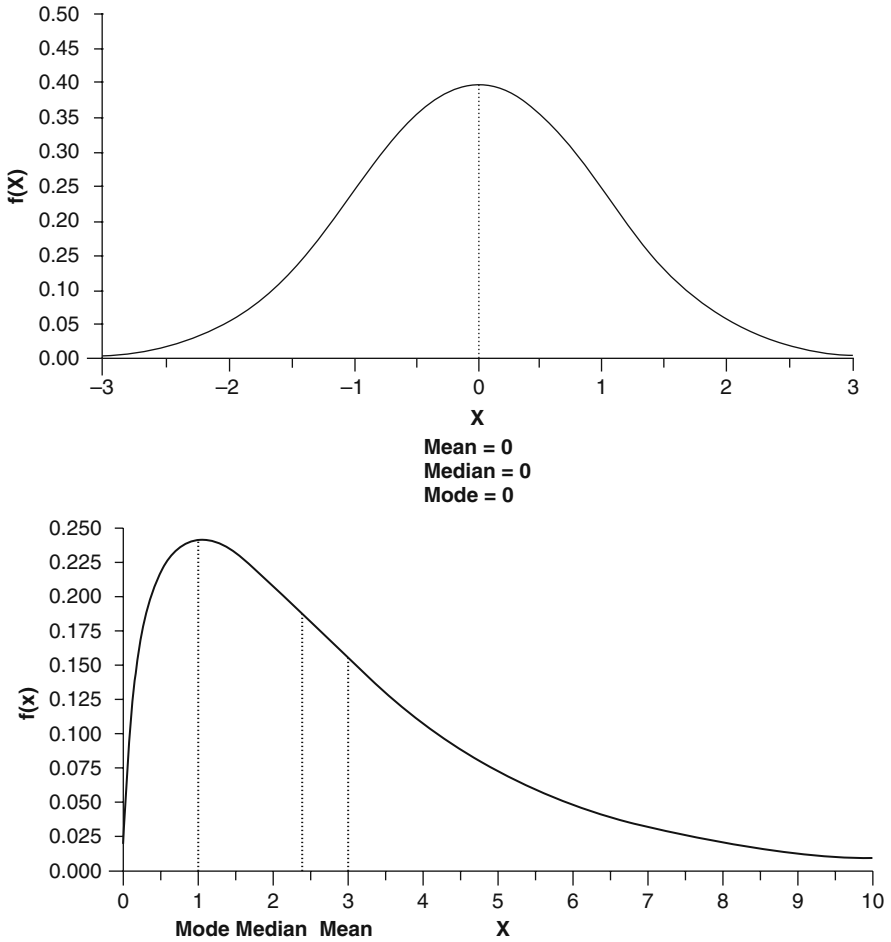 0.50
0.45
0.40
0.35
0.30
0.25
0.20
0.25
0.10
0.05
0.00
f(X)
–3 –2 –1 0 1 2 3
X
Mean = 0
Median = 0
Mode = 0
0.250
0.225
0.200
0.175
0.150
0.125
0.100
0.075
0.050
0.025
0.000
f(x)
0 1 2 3 4 5 6 7 8 9 10
Mode Median Mean X